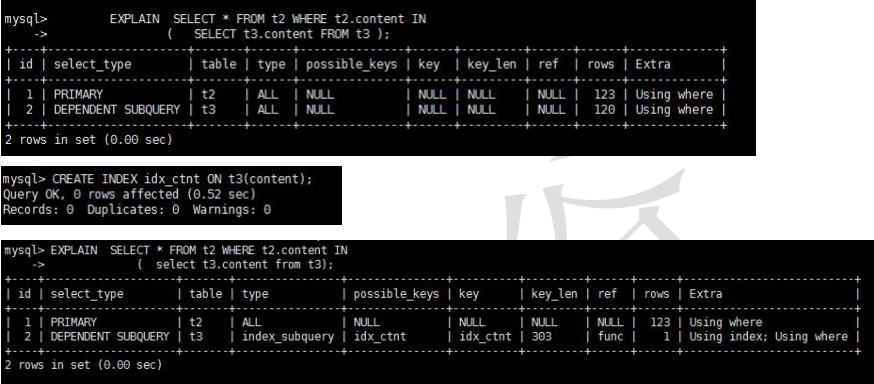 mysql>         EXPLAIN  SELECT * FROM t2 WHERE t2.content IN
    ->                  (   SELECT t3.content FROM t3 );
+----+--------------------+-------+------+---------------+------+---------+------+------+-------------+
| id | select_type        | table | type | possible_keys | key  | key_len | ref  | rows | Extra       |
+----+--------------------+-------+------+---------------+------+---------+------+------+-------------+
|  1 | PRIMARY            | t2    | ALL  | NULL          | NULL | NULL    | NULL |  123 | Using where |
|  2 | DEPENDENT SUBQUERY | t3    | ALL  | NULL          | NULL | NULL    | NULL |  120 | Using where |
+----+--------------------+-------+------+---------------+------+---------+------+------+-------------+
2 rows in set (0.00 sec)
mysql> CREATE INDEX idx_ctnt ON t3(content);
Query OK, 0 rows affected (0.52 sec)
Records: 0  Duplicates: 0  Warnings: 0
mysql> EXPLAIN  SELECT * FROM t2 WHERE t2.content IN
    ->              (  select t3.content from t3);
+----+--------------------+-------+----------------+---------------+----------+---------+------+------+--------------------------+
| id | select_type        | table | type           | possible_keys | key      | key_len | ref  | rows | Extra                    |
+----+--------------------+-------+----------------+---------------+----------+---------+------+------+--------------------------+
|  1 | PRIMARY            | t2    | ALL            | NULL          | NULL     | NULL    | NULL |  123 | Using where              |
|  2 | DEPENDENT SUBQUERY | t3    | index_subquery | idx_ctnt      | idx_ctnt | 303     | func |    1 | Using index; Using where |
+----+--------------------+-------+----------------+---------------+----------+---------+------+------+--------------------------+
2 rows in set (0.00 sec)